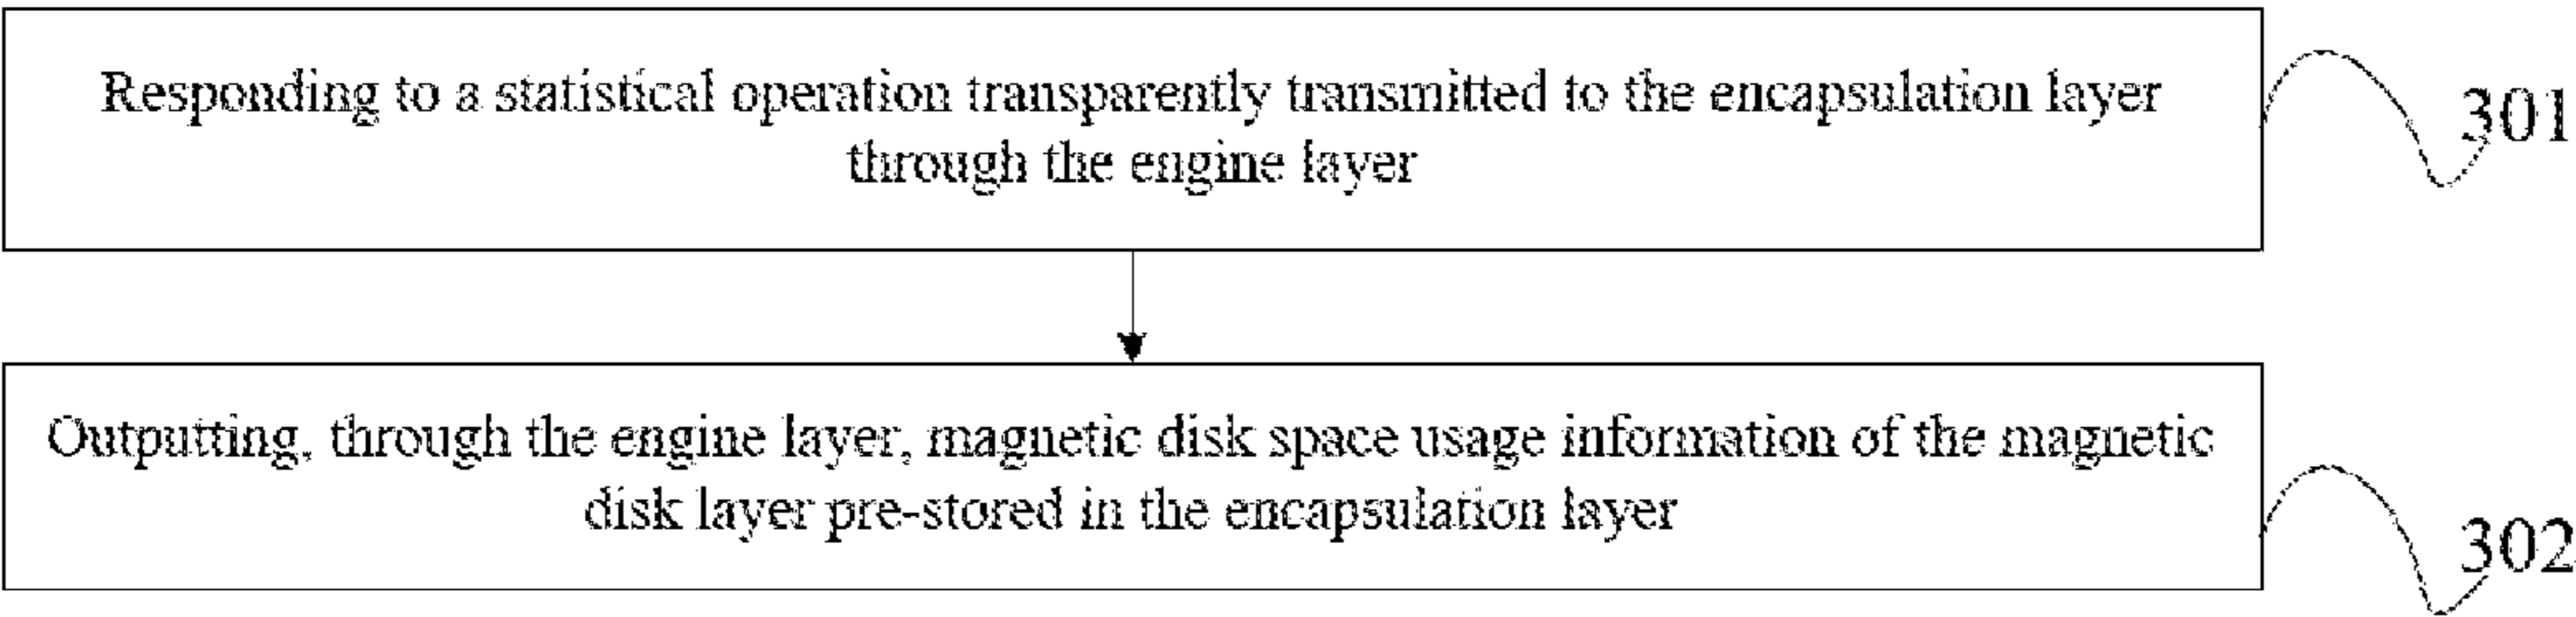 Responding to a statistical operation transparently transmitted to the encapsulation layer
through the engine layer
301
Outputting, through the engine layer, magnetic disk space usage information of the magnetic
disk layer pre-stored in the encapsulation layer
302